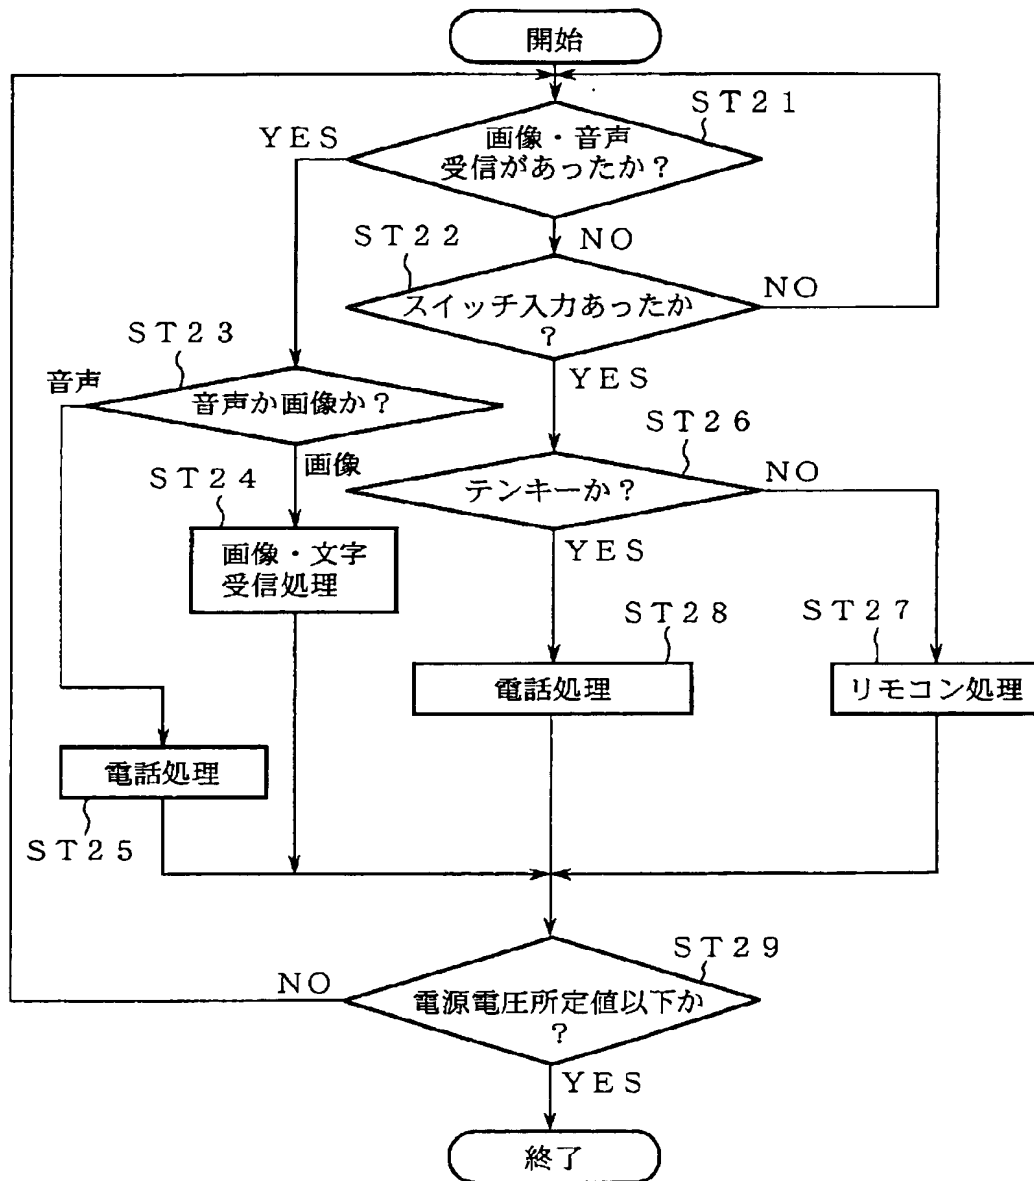 開始
ST21
YES
画像・音声
受信があったか？
ST22
NO
スイッチ入力あったか
？
NO
ST23
YES
音声
音声か画像か？
ST26
画像
NO
ST24
テンキーか？
画像・文字
受信処理
YES
ST28
ST27
電話処理
リモコン処理
電話処理
ST25
ST29
NO
電源電圧所定値以下か
？
YES
終了